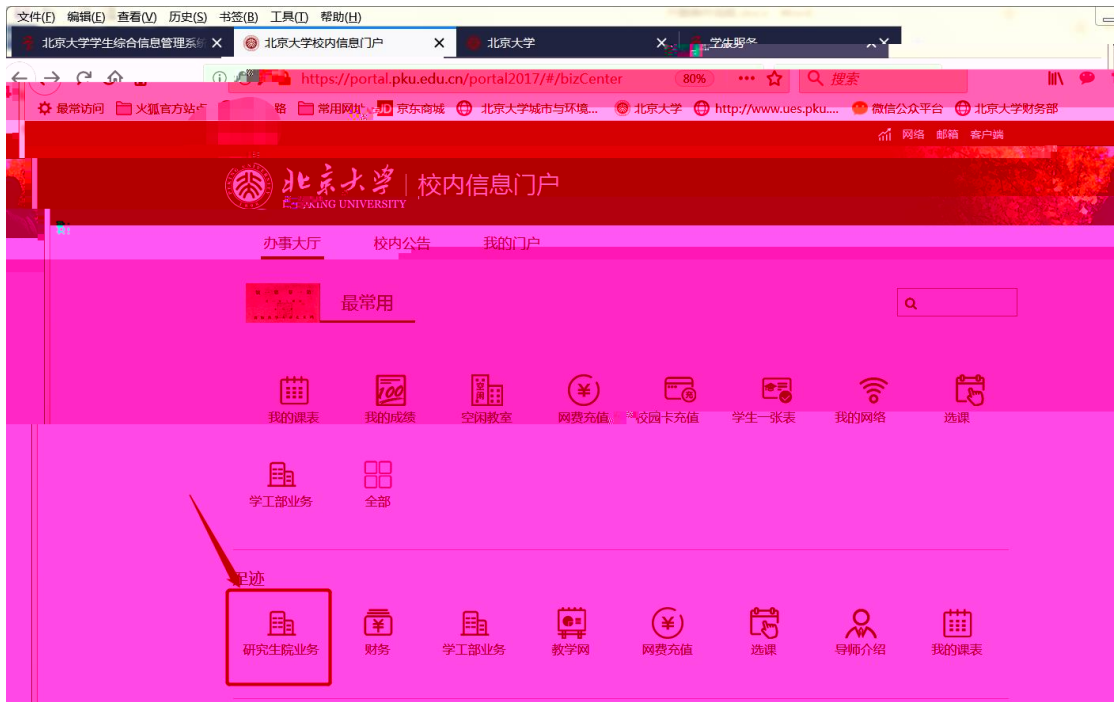 文件(F) 编辑(E) 查看(V) 历史(S) 书签(B) 工具(T) 帮助(H)
北京大学学生综合信息管理系统 × 北京大学校内信息门户 × 北京大学 ×
https://portal.pku.edu.cn/portal2017/#/bizCenter 80% 搜索
最常访问 火狐官方站点 常用网址 JD 京东商城 北京大学城市与环境... 北京大学 http://www.ues.pku.... 微信公众平台 北京大学财务部
网络 邮箱 客户端
北京大学 校内信息门户
PEKING UNIVERSITY
办事大厅 校内公告 我的门户
最常用
我的课表 我的成绩 空闲教室 网费充值 校园卡充值 学生一张表 我的网络 选课
学工部业务 全部
足迹
研究生院业务 财务 学工部业务 教学网 网费充值 选课 导师介绍 我的课表